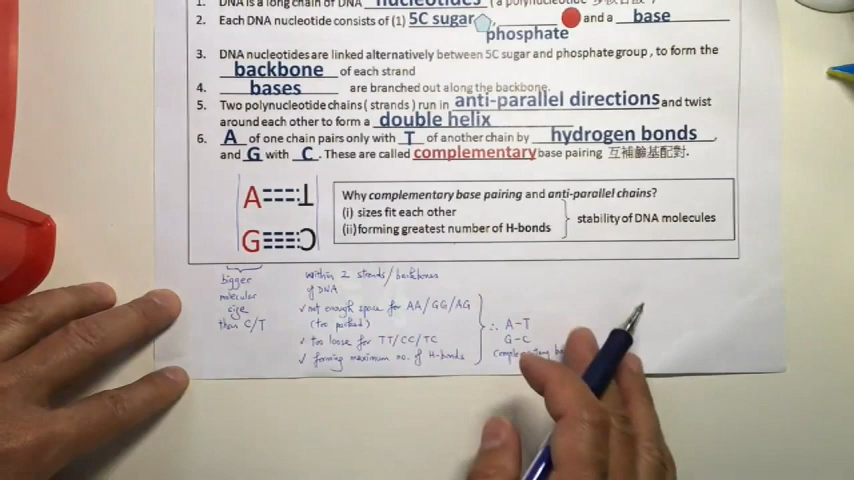 1. DNA is a long chain of DNA nucleotides ( a polynucleotide
2. Each DNA nucleotide consists of (1) 5C sugar , phosphate and a base
3. DNA nucleotides are linked alternatively between 5C sugar and phosphate group , to form the
backbone of each strand
4. bases are branched out along the backbone.
5. Two polynucleotide chains ( strands ) run in anti-parallel directions and twist
around each other to form a double helix
6. A of one chain pairs only with T of another chain by hydrogen bonds ,
and G with C . These are called complementary base pairing 互補鹼基配對.
A T
G C
Why complementary base pairing and anti-parallel chains?
(i) sizes fit each other
(ii) forming greatest number of H-bonds
stability of DNA molecules
bigger
molecular
size
than C/T
within 2 strands/backbones
of DNA
✓ not enough space for AA/GG/AG
(too packed)
✓ too loose for TT/CC/TC
✓ forming maximum no. of H-bonds
∴ A-T
G-C
complementary